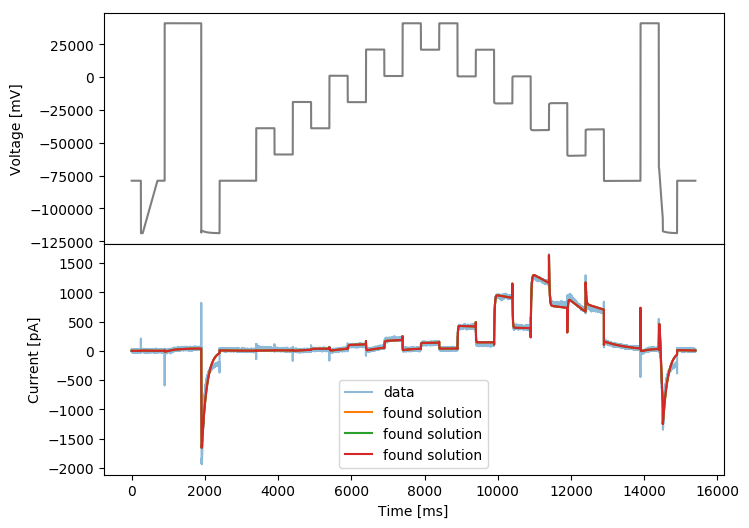 25000
0
−25000
−50000
−75000
−100000
−125000
Voltage [mV]
1500
1000
500
0
−500
−1000
−1500
−2000
Current [pA]
data
found solution
found solution
found solution
0 2000 4000 6000 8000 10000 12000 14000 16000
Time [ms]